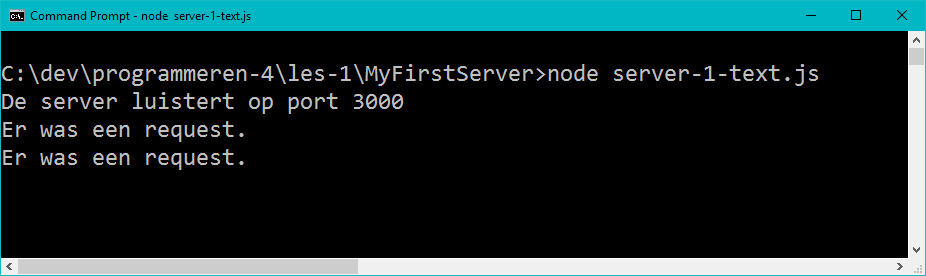 Command Prompt - node server-1-text.js
C:\dev\programmeren-4\les-1\MyFirstServer>node server-1-text.js
De server luistert op port 3000
Er was een request.
Er was een request.